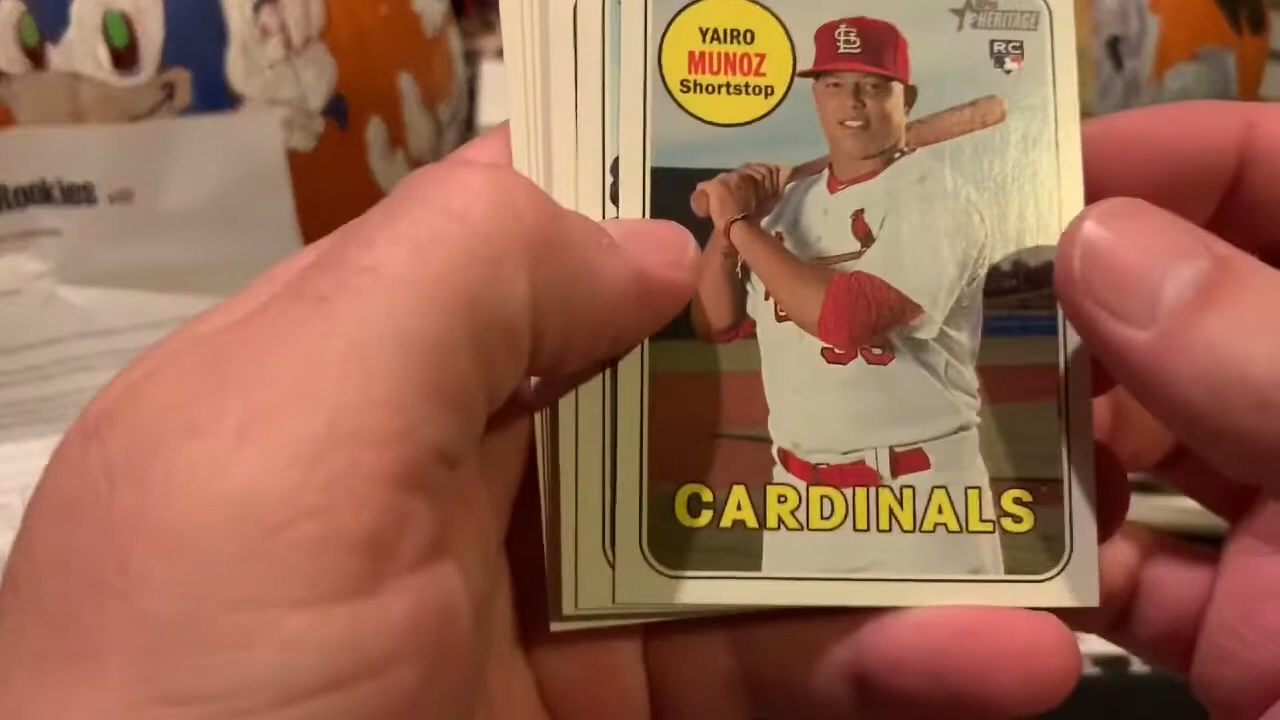 YAIRO
MUNOZ
Shortstop
HERITAGE
RC
CARDINALS
Rookies